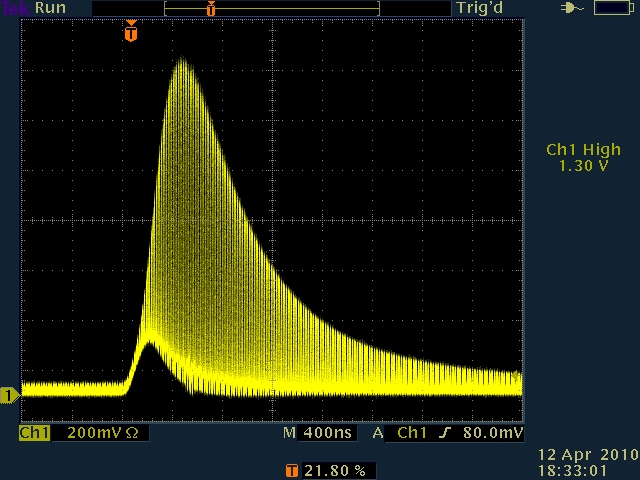 Tek Run Trig'd
T
T
Ch1 High
1.30 V
1
Ch1 200mV Ω M 400ns A Ch1 80.0mV
T 21.80 %
12 Apr 2010
18:33:01